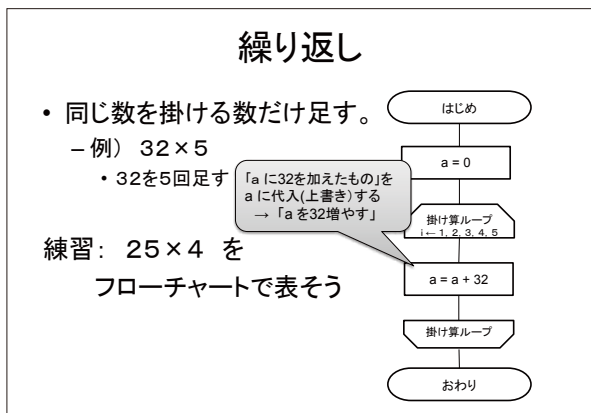 繰り返し
• 同じ数を掛ける数だけ足す。
– 例） ３２×５
• ３２を５回足す
練習： ２５×４ を
フローチャートで表そう
「a に32を加えたもの」を
a に代入(上書き）する
→ 「a を32増やす」
はじめ
a = 0
掛け算ループ
i ← 1, 2, 3, 4, 5
a = a + 32
掛け算ループ
おわり